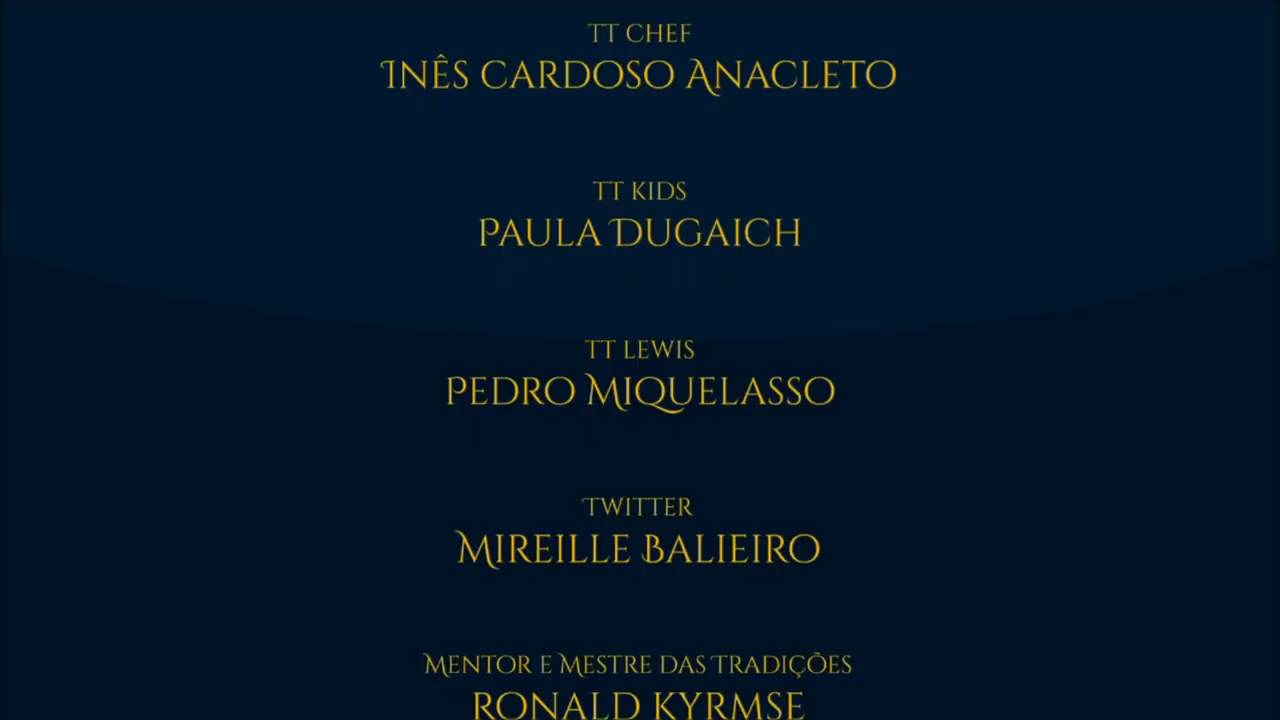 TT CHEF
INÊS CARDOSO ANACLETO
TT KIDS
PAULA DUGAICH
TT LEWIS
PEDRO MIQUELASSO
TWITTER
MIREILLE BALIEIRO
MENTOR E MESTRE DAS TRADIÇÕES
RONALD KYRMSE